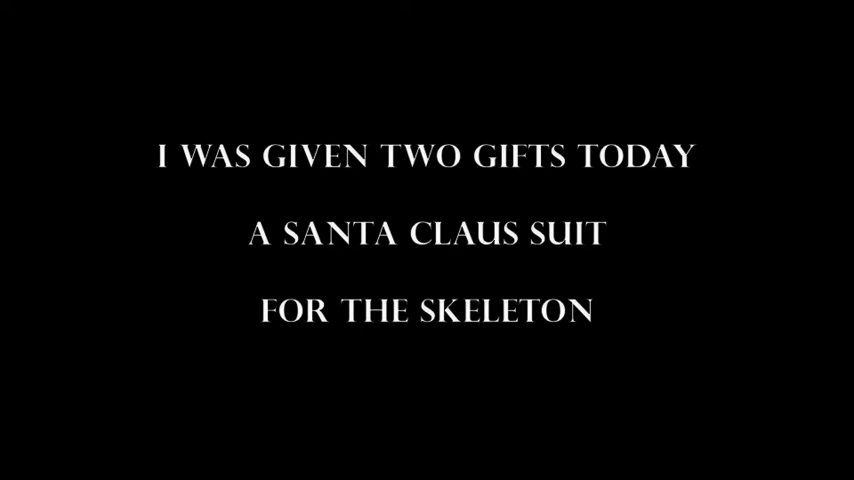 I WAS GIVEN TWO GIFTS TODAY
A SANTA CLAUS SUIT
FOR THE SKELETON